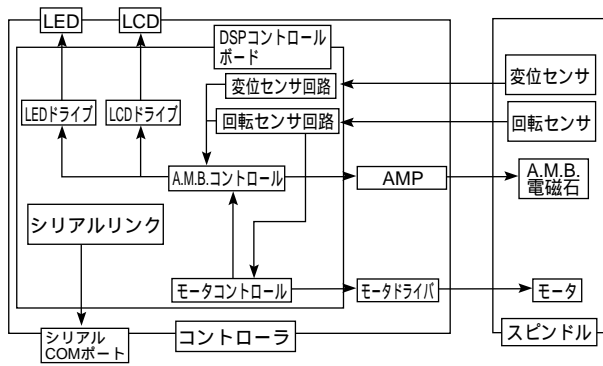 LED
LCD
DSPコントロール
ボード
変位センサ回路
変位センサ
LEDドライブ
LCDドライブ
回転センサ回路
回転センサ
A.M.B.コントロール
AMP
A.M.B.
電磁石
シリアルリンク
モータコントロール
モータドライバ
モータ
シリアル
COMポート
コントローラ
スピンドル